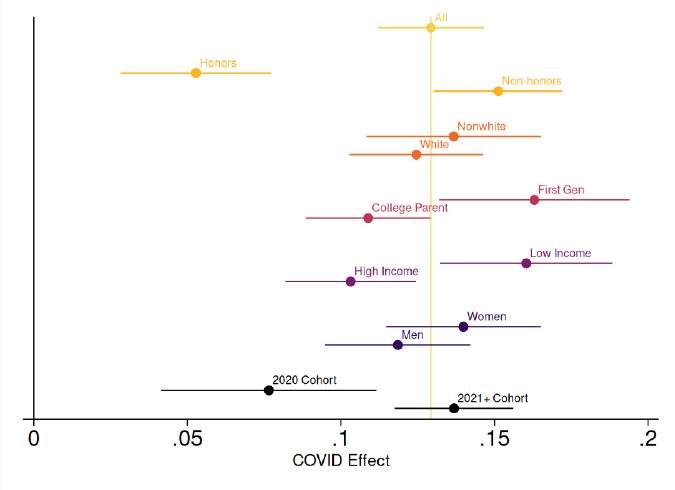 All
Honors
Non-honors
Nonwhite
White
First Gen
College Parent
Low Income
High Income
Women
Men
2020 Cohort
2021+ Cohort
0 .05 .1 .15 .2
COVID Effect